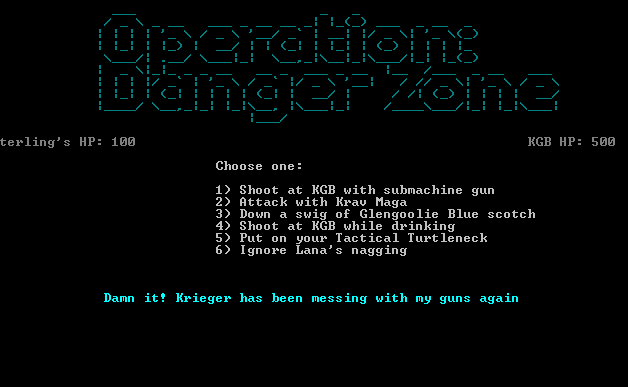 Operation:
Danger Zone
terling's HP: 100
KGB HP: 500
Choose one:
1) Shoot at KGB with submachine gun
2) Attack with Krav Maga
3) Down a swig of Glengoolie Blue scotch
4) Shoot at KGB while drinking
5) Put on your Tactical Turtleneck
6) Ignore Lana's nagging
Damn it! Krieger has been messing with my guns again